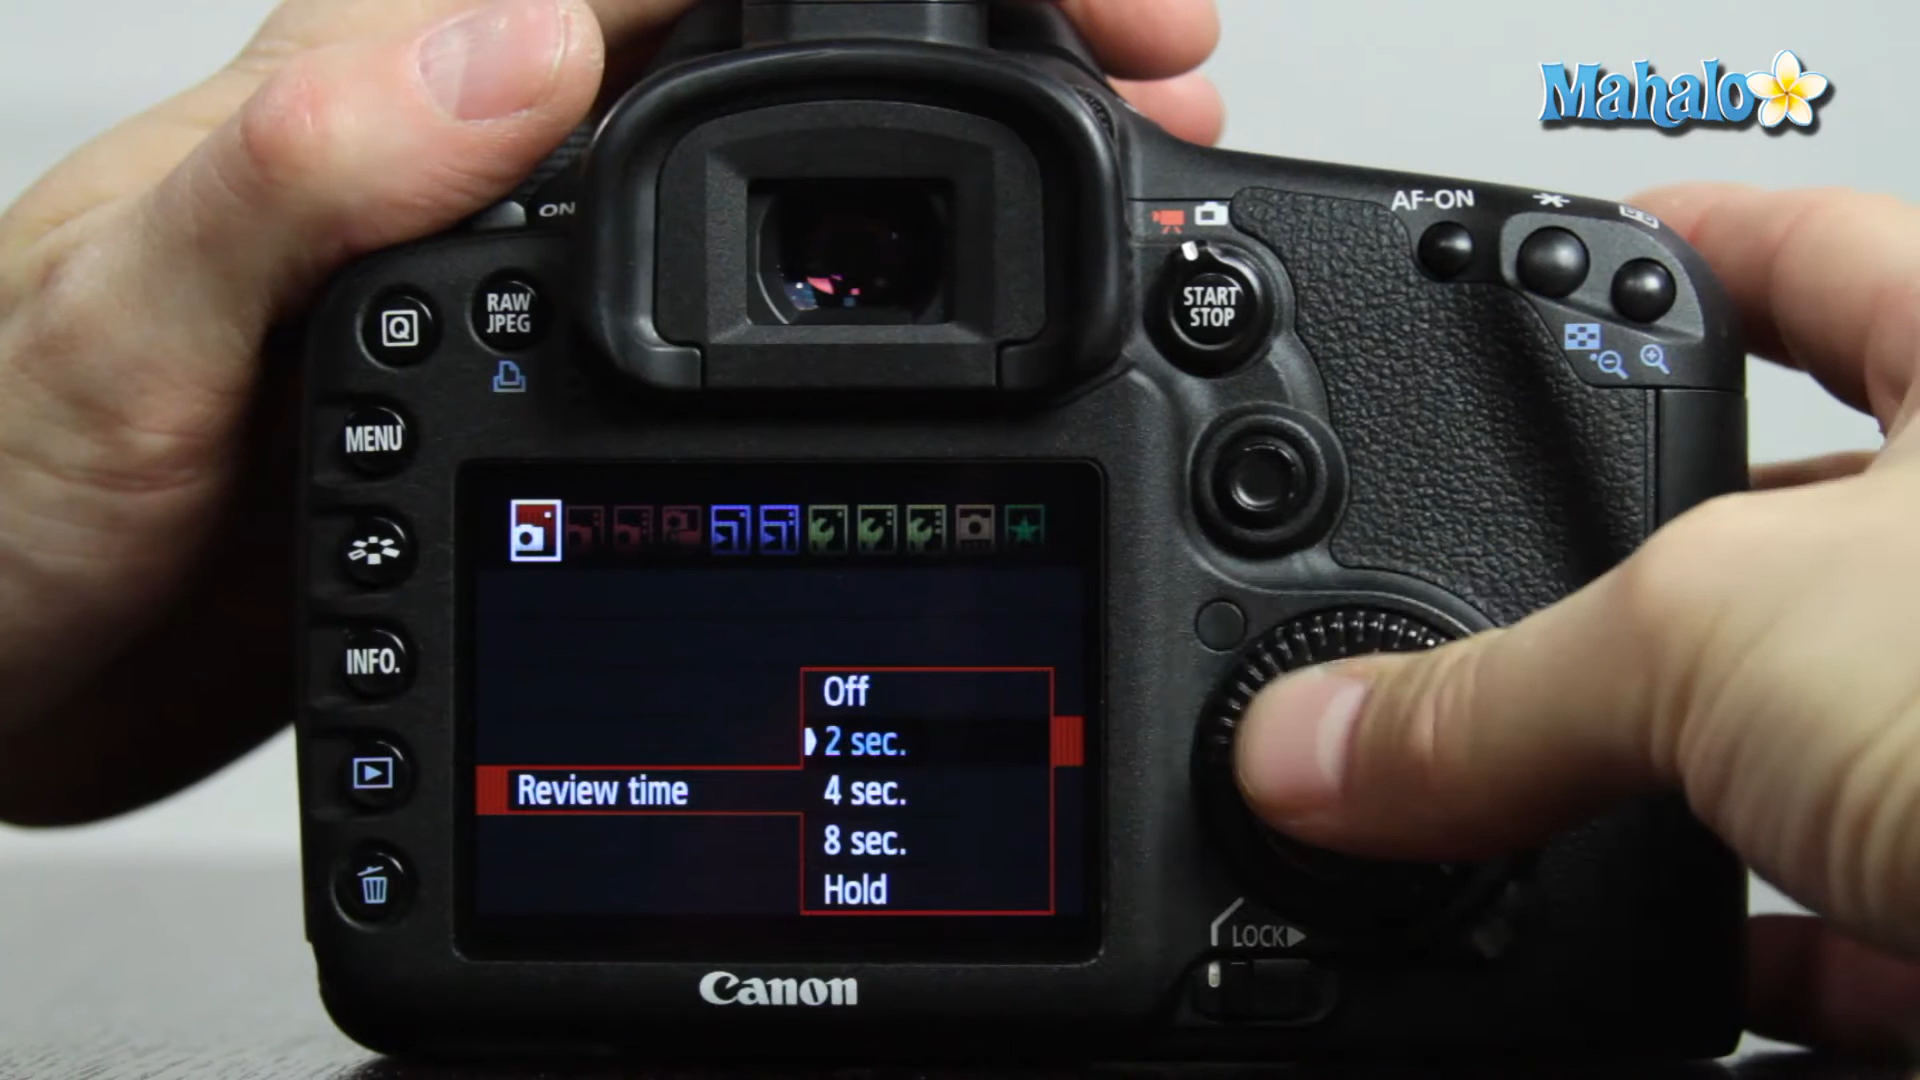 Mahalo
ON
AF-ON
Q
RAW
JPEG
START
STOP
MENU
INFO.
Off
2 sec.
Review time
4 sec.
8 sec.
Hold
LOCK
Canon